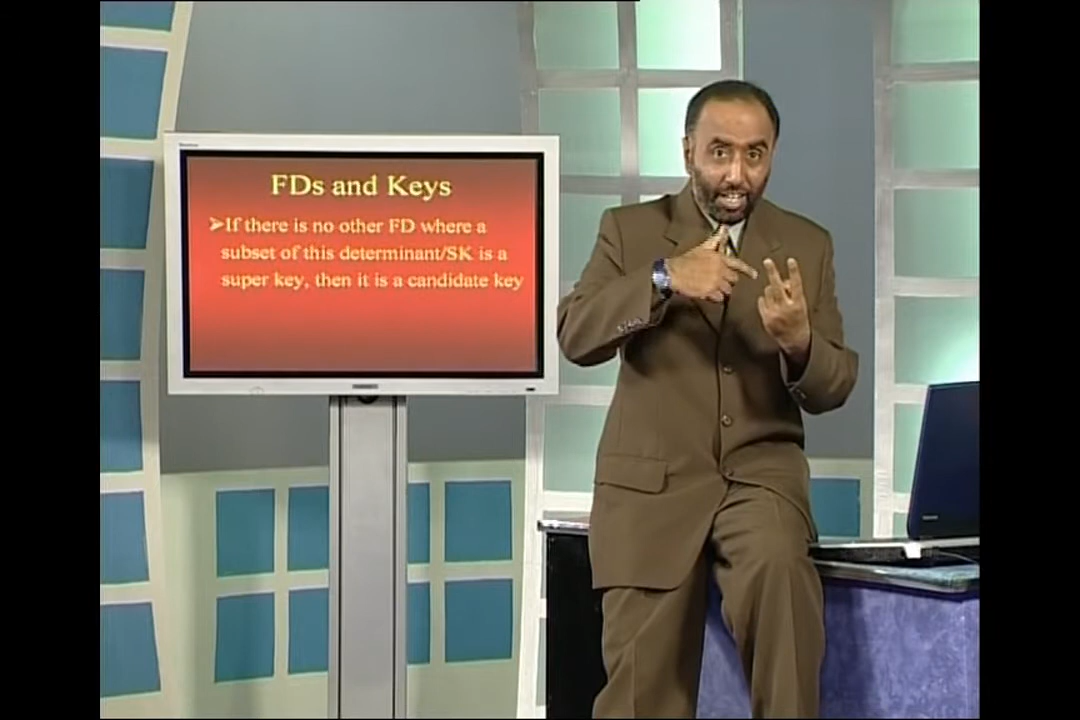 FDs and Keys
➢If there is no other FD where a
subset of this determinant/SK is a
super key, then it is a candidate key